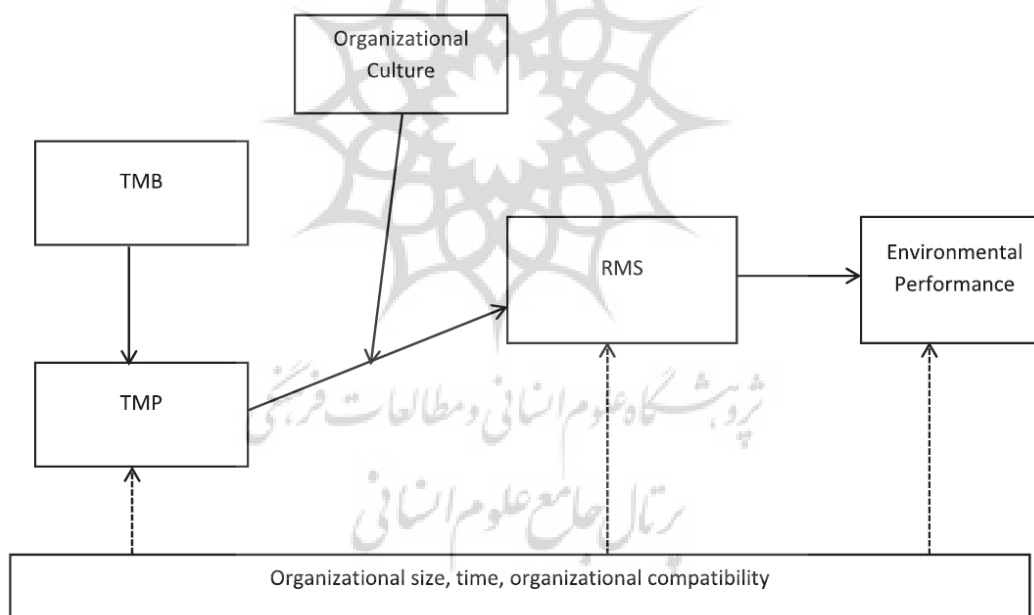 Organizational
Culture
TMB
RMS
Environmental
Performance
TMP
پژوهشگاه علوم انسانی و مطالعات فرهنگی
پرتال جامع علوم انسانی
Organizational size, time, organizational compatibility